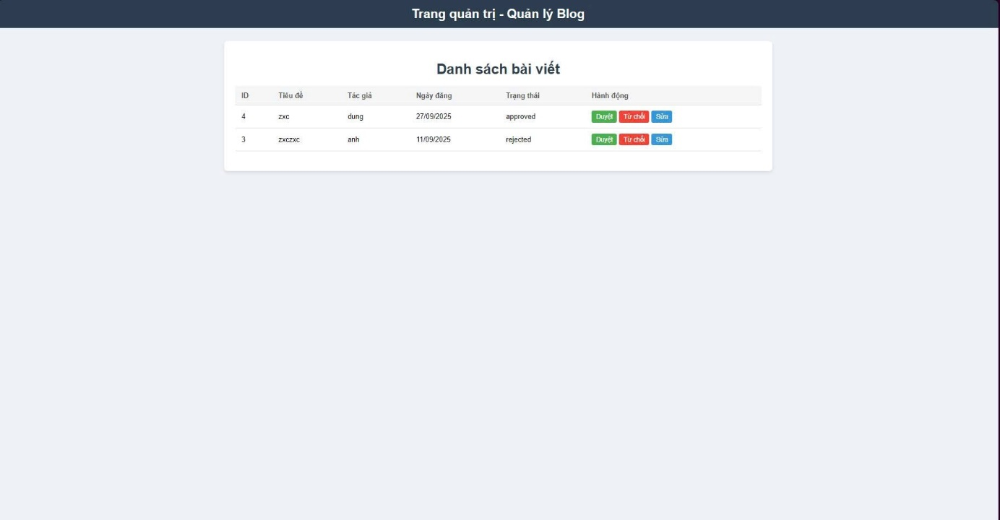 Trang quản trị - Quản lý Blog
Danh sách bài viết
ID Tiêu đề Tác giả Ngày đăng Trạng thái Hành động
4 zxc dung 27/09/2025 approved Duyệt Từ chối Sửa
3 zxczxc anh 11/09/2025 rejected Duyệt Từ chối Sửa